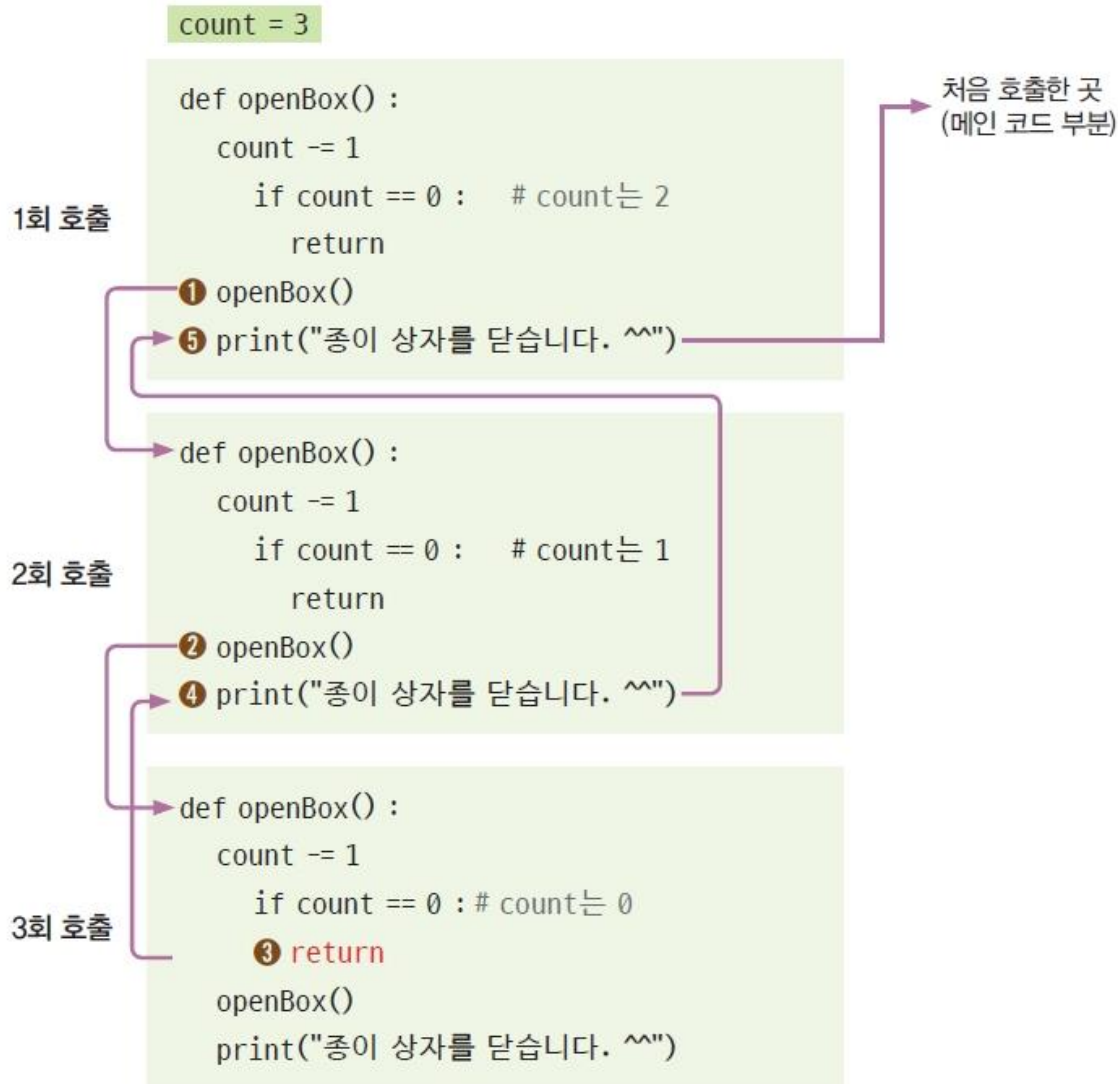 count = 3
def openBox() :
count -= 1
if count == 0 : # count는 2
return
❶ openBox()
❺ print("종이 상자를 닫습니다. ^^")
1회 호출
처음 호출한 곳
(메인 코드 부분)
def openBox() :
count -= 1
if count == 0 : # count는 1
return
❷ openBox()
❹ print("종이 상자를 닫습니다. ^^")
2회 호출
def openBox() :
count -= 1
if count == 0 : # count는 0
❸ return
openBox()
print("종이 상자를 닫습니다. ^^")
3회 호출